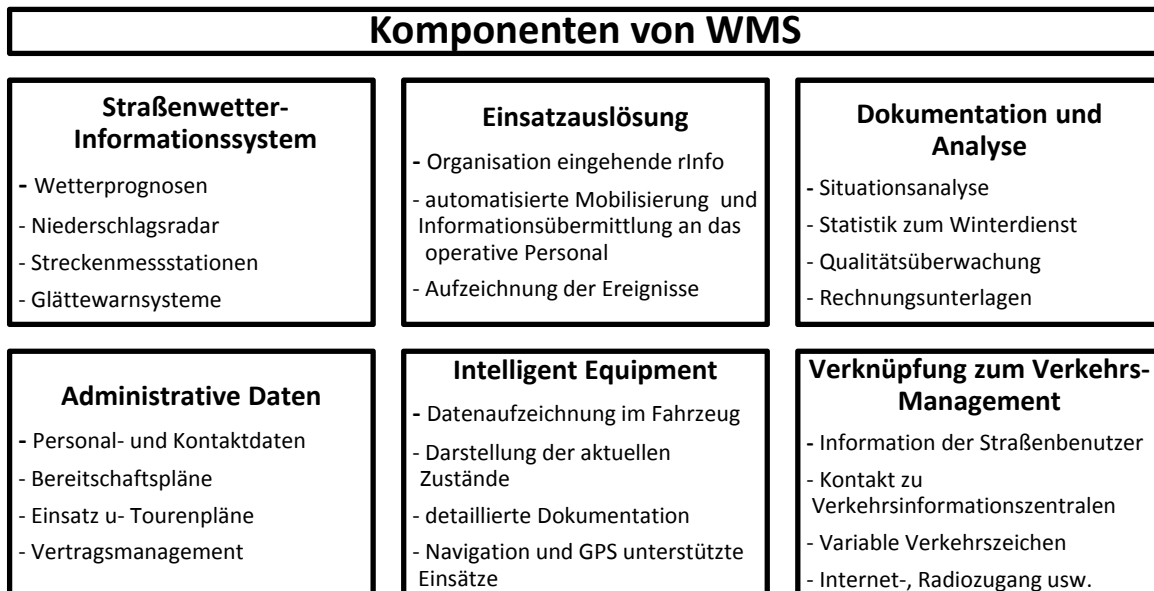 Komponenten von WMS
Straßenwetter-
Informationssystem
- Wetterprognosen
- Niederschlagsradar
- Streckenmessstationen
- Glättewarnsysteme
Einsatzauslösung
- Organisation eingehende rInfo
- automatisierte Mobilisierung und
Informationsübermittlung an das
operative Personal
- Aufzeichnung der Ereignisse
Dokumentation und
Analyse
- Situationsanalyse
- Statistik zum Winterdienst
- Qualitätsüberwachung
- Rechnungsunterlagen
Administrative Daten
- Personal- und Kontaktdaten
- Bereitschaftspläne
- Einsatz u- Tourenpläne
- Vertragsmanagement
Intelligent Equipment
- Datenaufzeichnung im Fahrzeug
- Darstellung der aktuellen
Zustände
- detaillierte Dokumentation
- Navigation und GPS unterstützte
Einsätze
Verknüpfung zum Verkehrs-
Management
- Information der Straßenbenutzer
- Kontakt zu
Verkehrsinformationszentralen
- Variable Verkehrszeichen
- Internet-, Radiozugang usw.